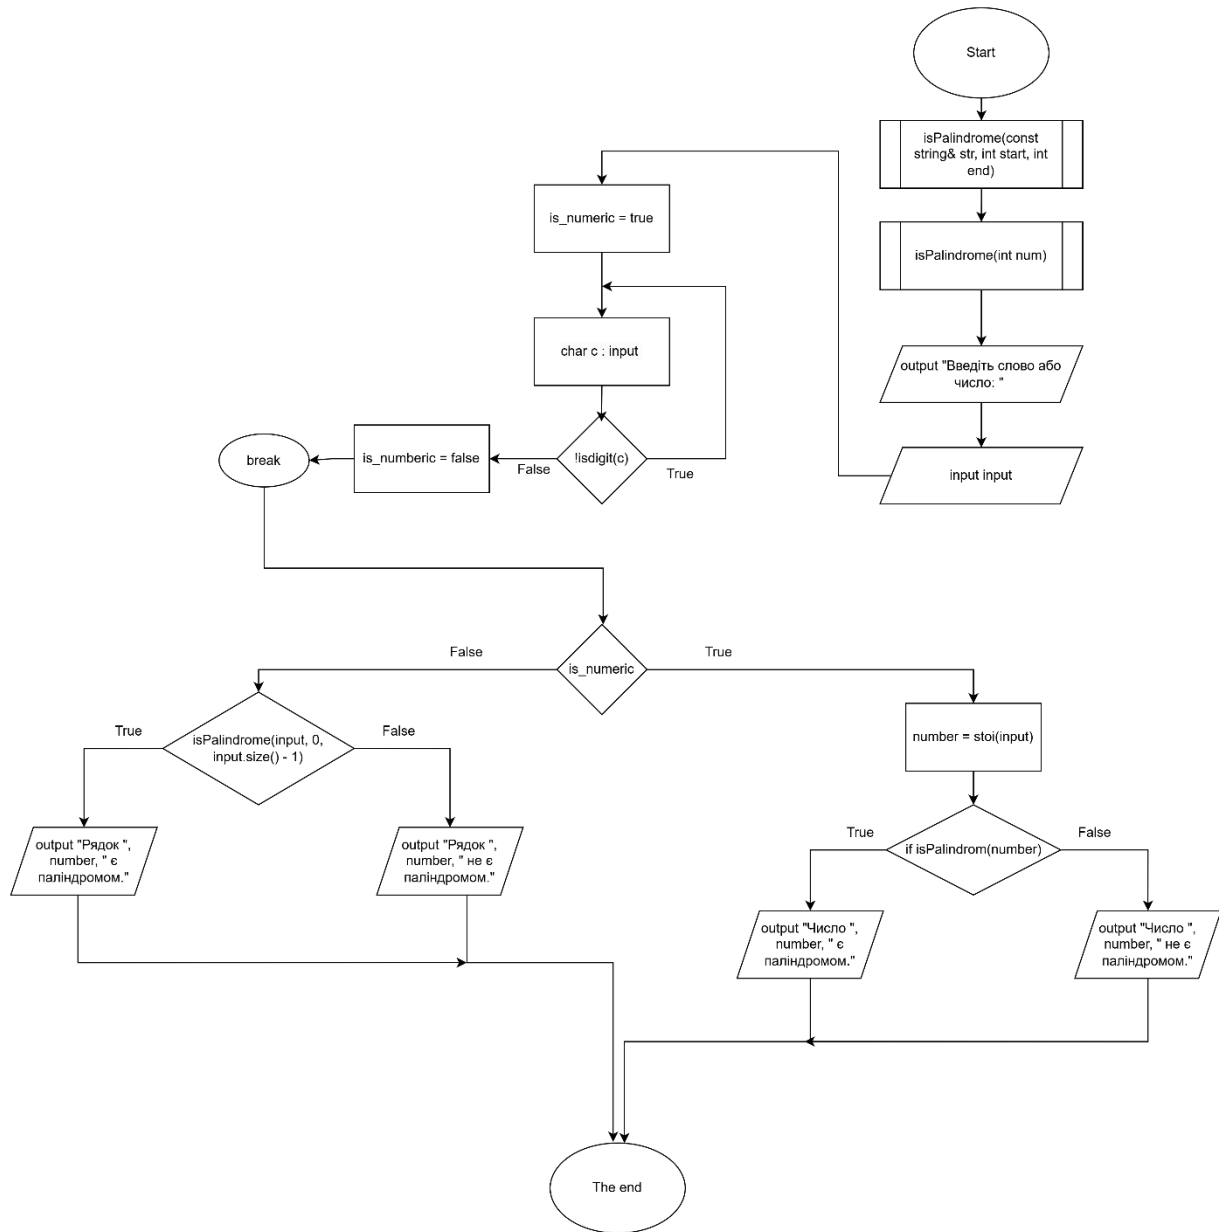 Start
isPalindrome(const
string& str, int start, int
end)
isPalindrome(int num)
output "Введіть слово або
число: "
input input
is_numeric = true
char c : input
!isdigit(c)
False
True
is_numberic = false
break
is_numeric
False
True
isPalindrome(input, 0,
input.size() - 1)
True
False
output "Рядок ",
number, " є
паліндромом."
output "Рядок ",
number, " не є
паліндромом."
number = stoi(input)
if isPalindrom(number)
True
False
output "Число ",
number, " є
паліндромом."
output "Число ",
number, " не є
паліндромом."
The end